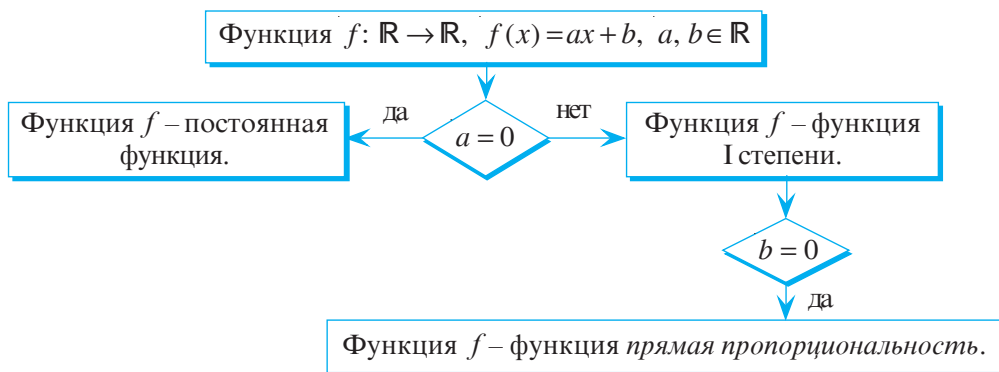 Функция f: ℝ → ℝ, f(x) = ax + b, a, b ∈ ℝ
да
нет
Функция f – постоянная
функция.
a = 0
Функция f – функция
I степени.
b = 0
да
Функция f – функция прямая пропорциональность.